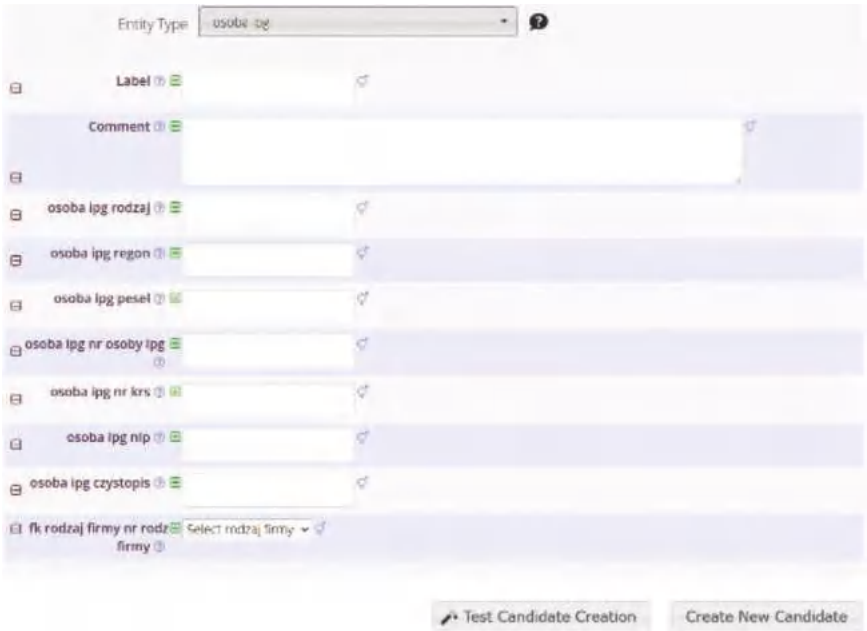 Entity Type osoba ipg
Label
Comment
osoba ipg rodzaj
osoba ipg regon
osoba ipg pesel
osoba ipg nr osoby ipg
osoba ipg nr krs
osoba ipg nip
osoba ipg czystopis
fk rodzaj firmy nr rodz Select rodzaj firmy
firmy
Test Candidate Creation Create New Candidate